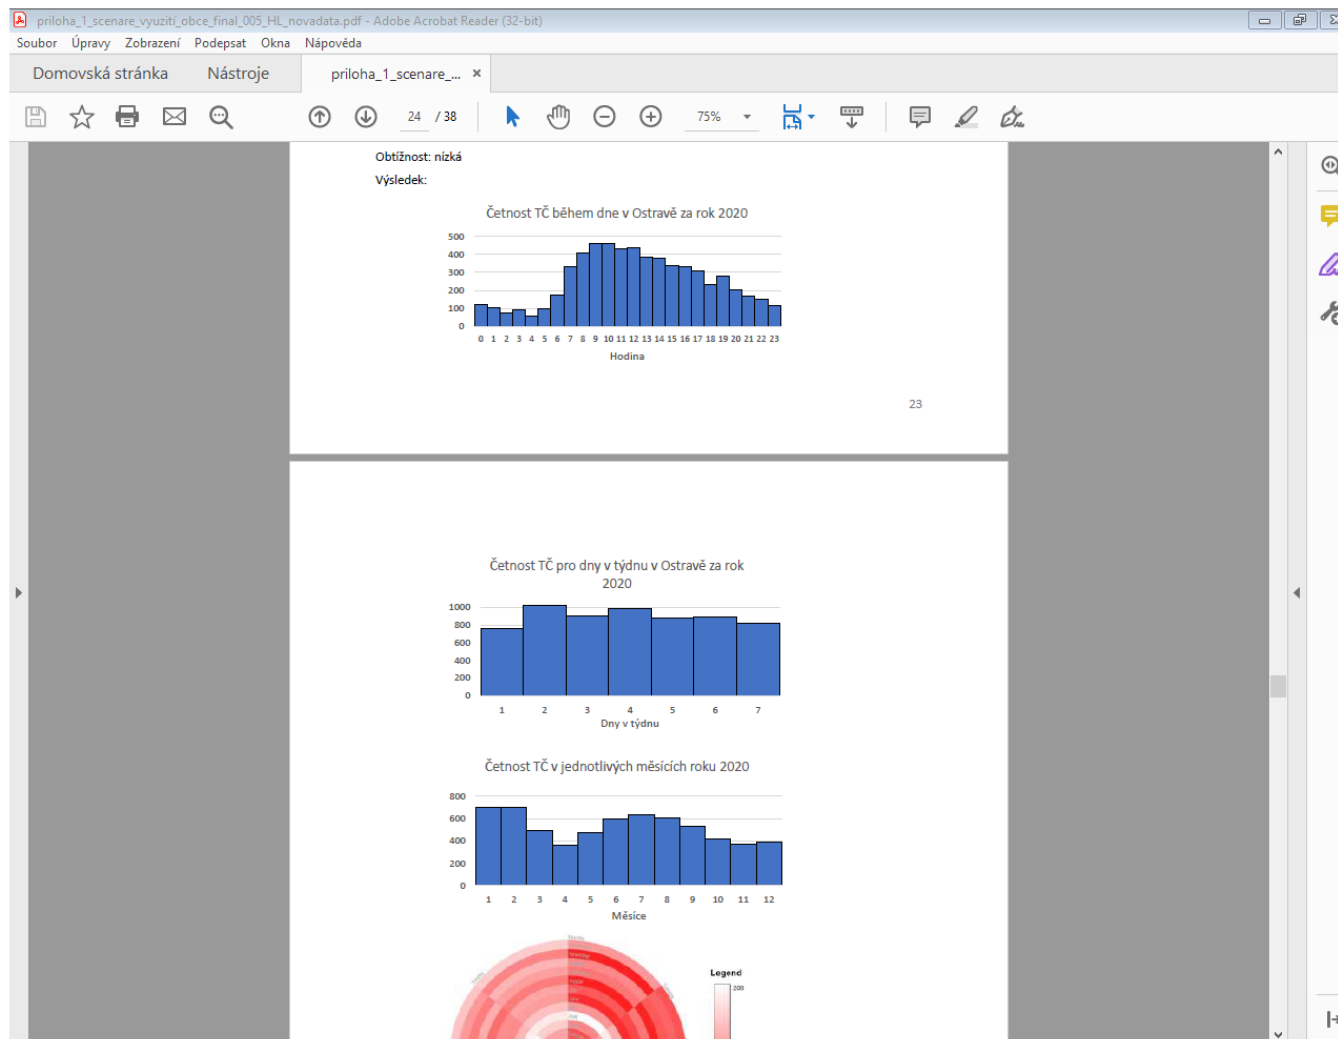 priloha_1_scenare_vyuzití_obce_final_005_HL_novadata.pdf - Adobe Acrobat Reader (32-bit)
Soubor Úpravy Zobrazení Podepsat Okna Nápověda
Domovská stránka Nástroje priloha_1_scenare_... ×
24 / 38 75%
Obtížnost: nízká
Výsledek:
Četnost TČ během dne v Ostravě za rok 2020
500
400
300
200
100
0
0 1 2 3 4 5 6 7 8 9 10 11 12 13 14 15 16 17 18 19 20 21 22 23
Hodina
23
Četnost TČ pro dny v týdnu v Ostravě za rok
2020
1000
800
600
400
200
0
1 2 3 4 5 6 7
Dny v týdnu
Četnost TČ v jednotlivých měsících roku 2020
800
600
400
200
0
1 2 3 4 5 6 7 8 9 10 11 12
Měsíce
Legend
200